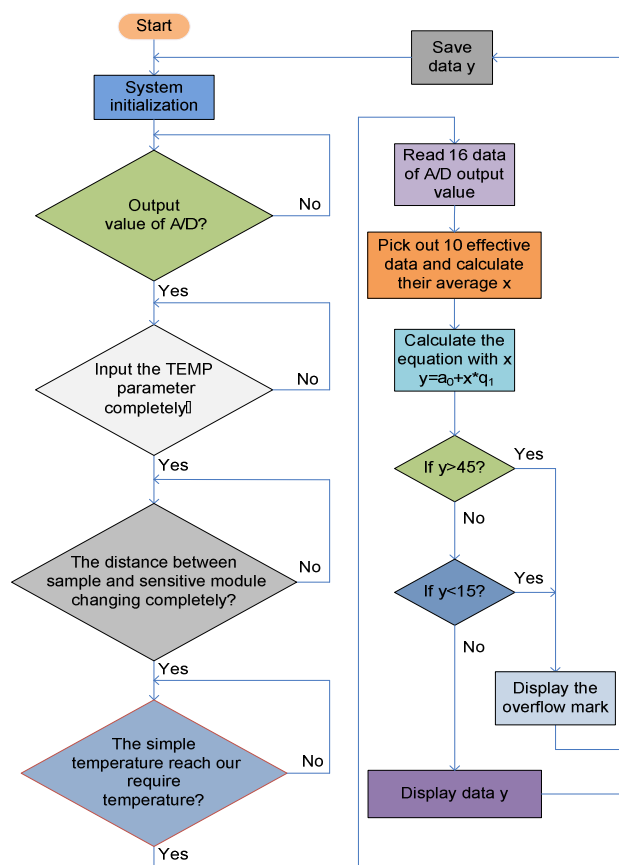 Start
System
initialization
Output
value of A/D?
No
Yes
Input the TEMP
parameter
completely
No
Yes
The distance between
sample and sensitive module
changing completely?
No
Yes
The simple
temperature reach our
require
temperature?
No
Yes
Save
data y
Read 16 data
of A/D output
value
Pick out 10 effective
data and calculate
their average x
Calculate the
equation with x
y=a₀+x*q₁
If y>45?
Yes
No
If y<15?
Yes
No
Display the
overflow mark
Display data y